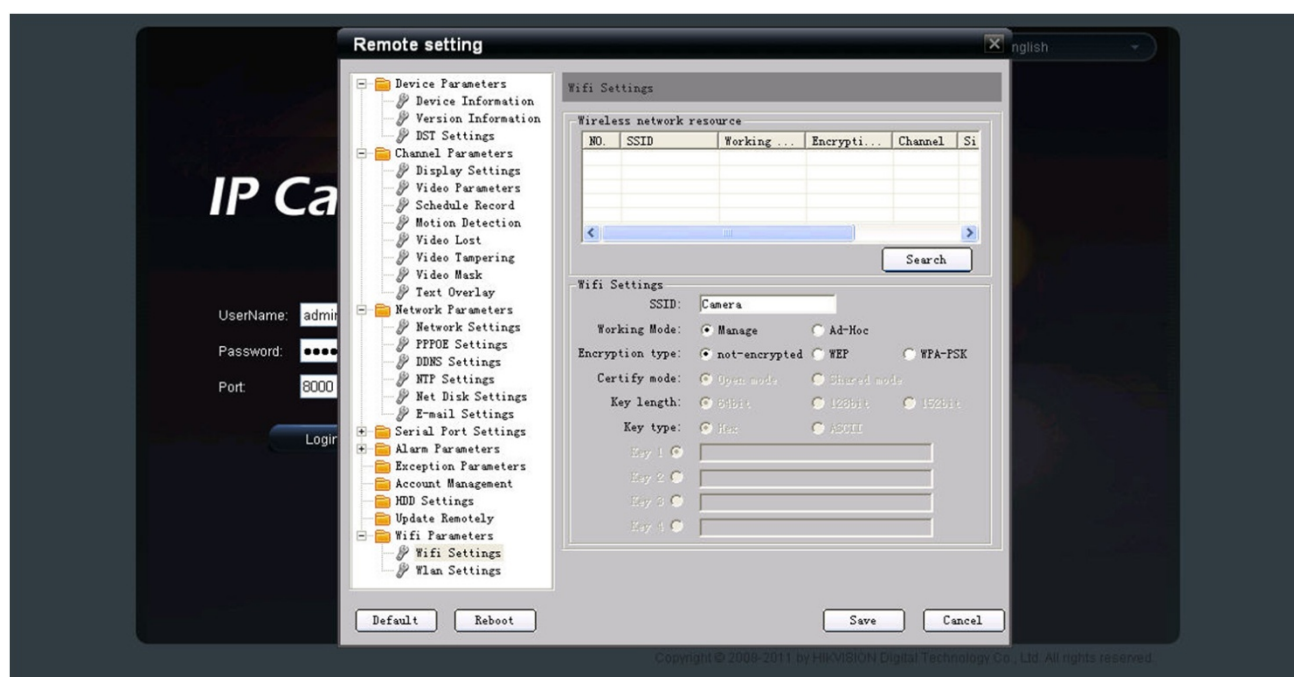 Remote setting
nglish
Device Parameters
Device Information
Version Information
DST Settings
Channel Parameters
Display Settings
Video Parameters
Schedule Record
Motion Detection
Video Lost
Video Tampering
Video Mask
Text Overlay
Network Parameters
Network Settings
PPPOE Settings
DDNS Settings
NTP Settings
Net Disk Settings
E-mail Settings
Serial Port Settings
Alarm Parameters
Exception Parameters
Account Management
HDD Settings
Update Remotely
Wifi Parameters
Wifi Settings
Wlan Settings
Default Reboot
IP Ca
UserName: admin
Password:
Port: 8000
Login
Wifi Settings
Wireless network resource
NO. SSID Working ... Encrypti... Channel Si
Search
Wifi Settings
SSID: Camera
Working Mode: Manage Ad-Hoc
Encryption type: not-encrypted WEP WPA-PSK
Certify mode: Open mode Shared mode
Key length: 64bit 128bit 152bit
Key type: Hex ASCII
Key 1
Key 2
Key 3
Key 4
Save Cancel
Copyright © 2008-2011 by HIKVISION Digital Technology Co., Ltd. All rights reserved.